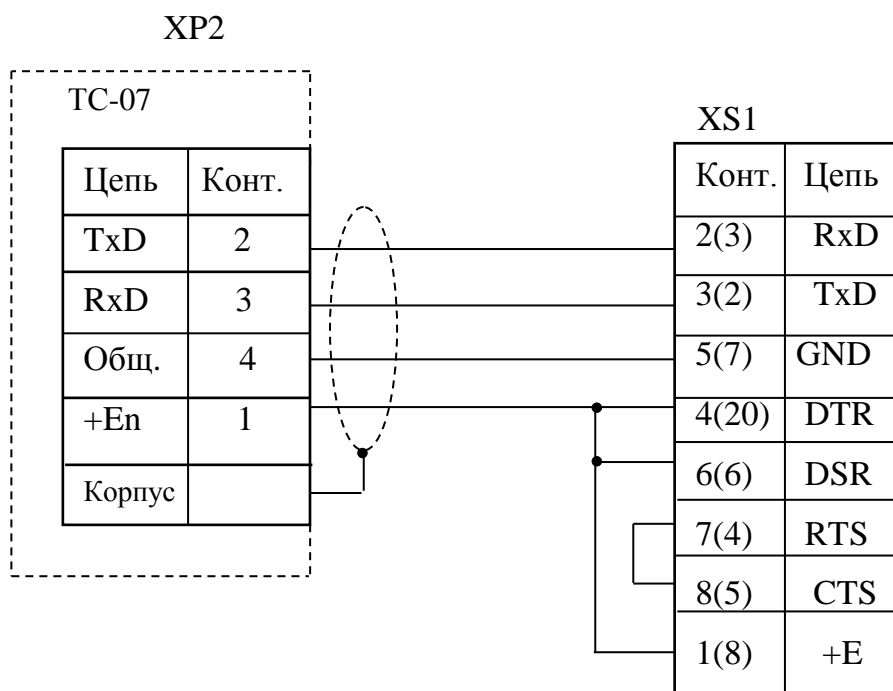 XP2
TC-07
Цепь Конт.
TxD 2
RxD 3
Общ. 4
+En 1
Корпус
XS1
Конт. Цепь
2(3) RxD
3(2) TxD
5(7) GND
4(20) DTR
6(6) DSR
7(4) RTS
8(5) CTS
1(8) +E